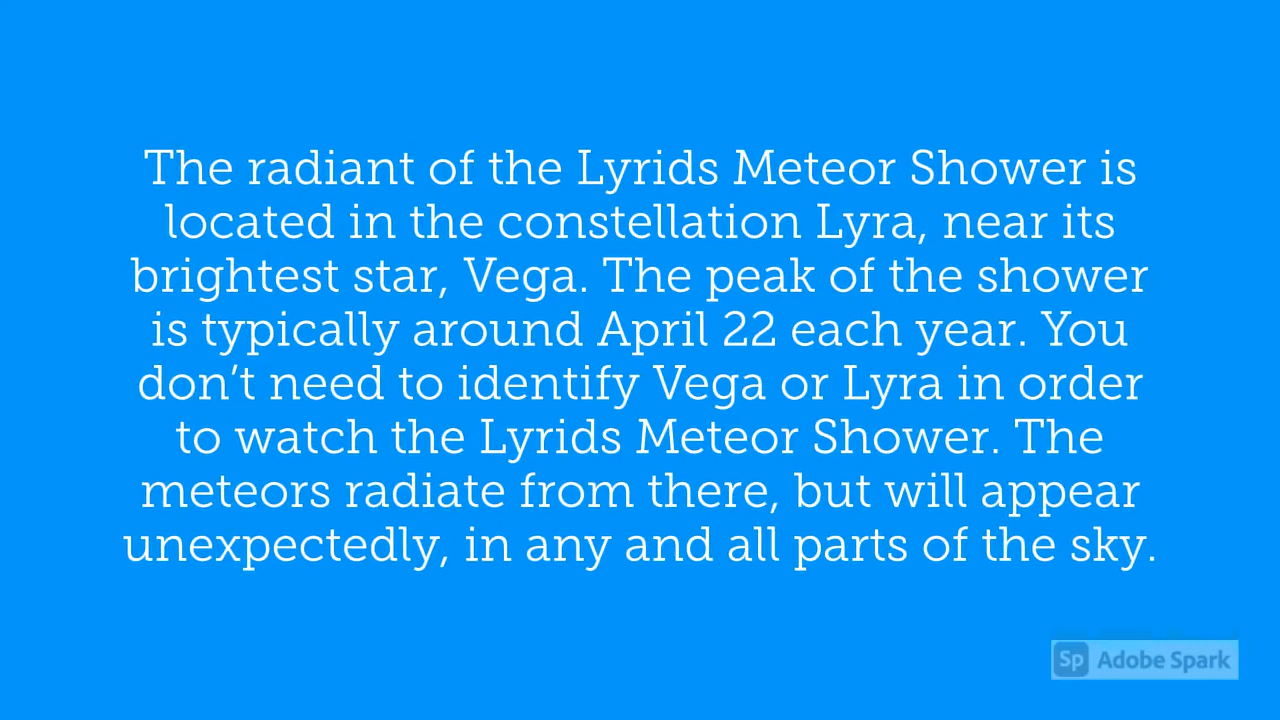 The radiant of the Lyrids Meteor Shower is
located in the constellation Lyra, near its
brightest star, Vega. The peak of the shower
is typically around April 22 each year. You
don’t need to identify Vega or Lyra in order
to watch the Lyrids Meteor Shower. The
meteors radiate from there, but will appear
unexpectedly, in any and all parts of the sky.
Sp Adobe Spark